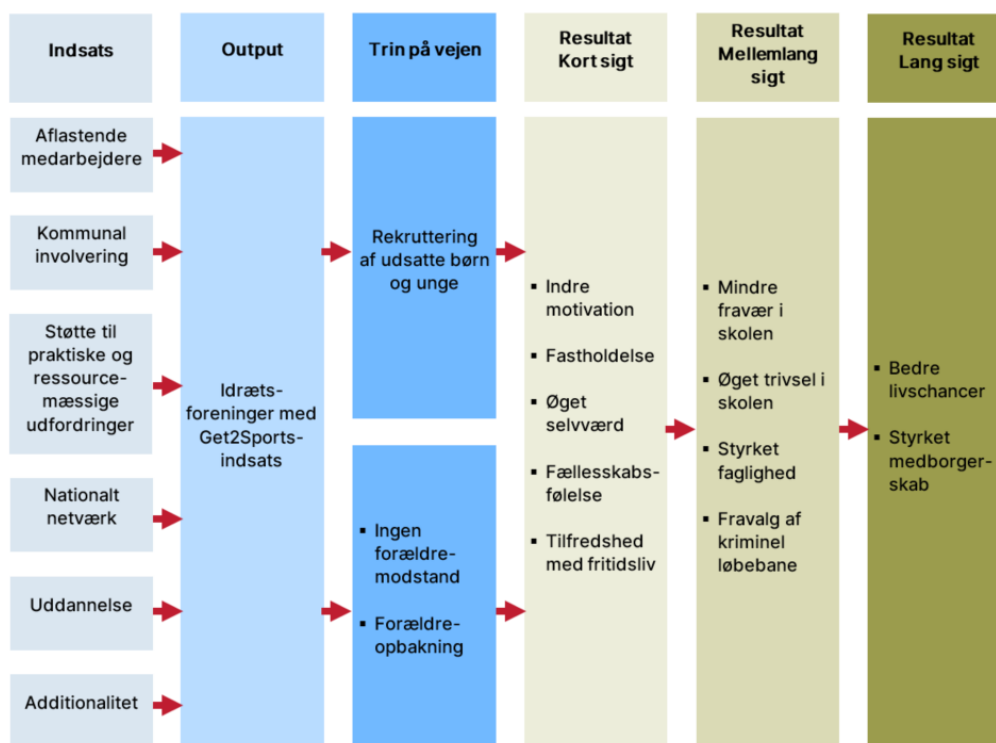 Indsats
Output
Trin på vejen
Resultat
Kort sigt
Resultat
Mellemlang
sigt
Resultat
Lang sigt
Aflastende
medarbejdere
Kommunal
involvering
Støtte til
praktiske og
ressource-
mæssige
udfordringer
Nationalt
netværk
Uddannelse
Additionalitet
Idræts-
foreninger med
Get2Sports-
indsats
Rekruttering
af udsatte børn
og unge
▪ Ingen
forældre-
modstand
▪ Forældre-
opbakning
▪ Indre
motivation
▪ Fastholdelse
▪ Øget
selvværd
▪ Fællesskabs-
følelse
▪ Tilfredshed
med fritidsliv
▪ Mindre
fravær i
skolen
▪ Øget trivsel i
skolen
▪ Styrket
faglighed
▪ Fravalg af
kriminel
løbebane
▪ Bedre
livschancer
▪ Styrket
medborger-
skab